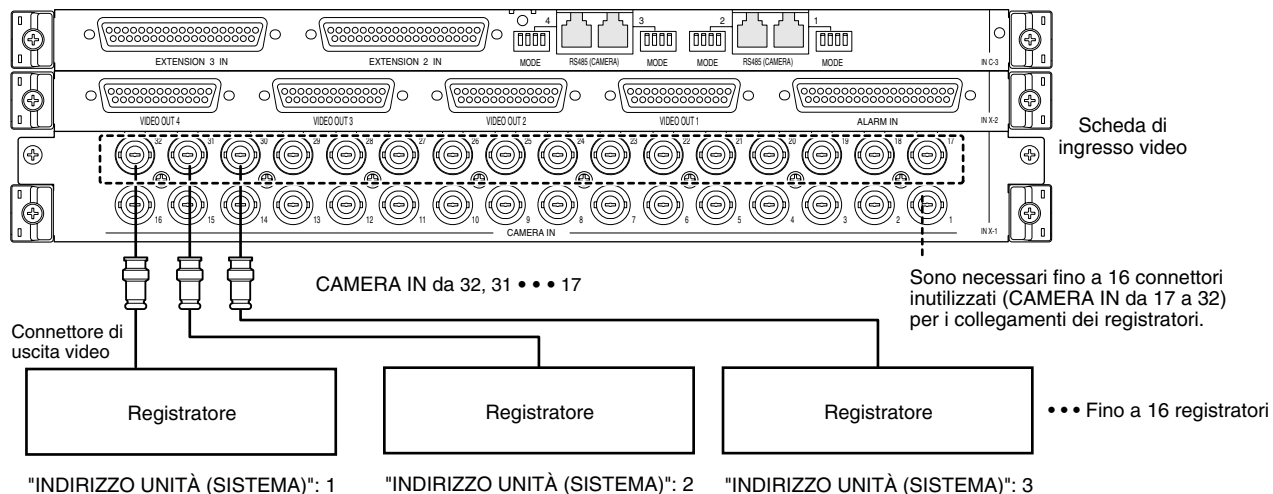 4 3 2 1
EXTENSION 3 IN EXTENSION 2 IN MODE RS485 (CAMERA) MODE MODE RS485 (CAMERA) MODE IN C-3
VIDEO OUT 4 VIDEO OUT 3 VIDEO OUT 2 VIDEO OUT 1 ALARM IN IN X-2
Scheda di
ingresso video
32 31 30 29 28 27 26 25 24 23 22 21 20 19 18 17
16 15 14 13 12 11 10 9 8 7 6 5 4 3 2 1
CAMERA IN IN X-1
CAMERA IN da 32, 31 • • • 17
Sono necessari fino a 16 connettori
inutilizzati (CAMERA IN da 17 a 32)
per i collegamenti dei registratori.
Connettore di
uscita video
Registratore Registratore Registratore • • • Fino a 16 registratori
"INDIRIZZO UNITÀ (SISTEMA)": 1 "INDIRIZZO UNITÀ (SISTEMA)": 2 "INDIRIZZO UNITÀ (SISTEMA)": 3